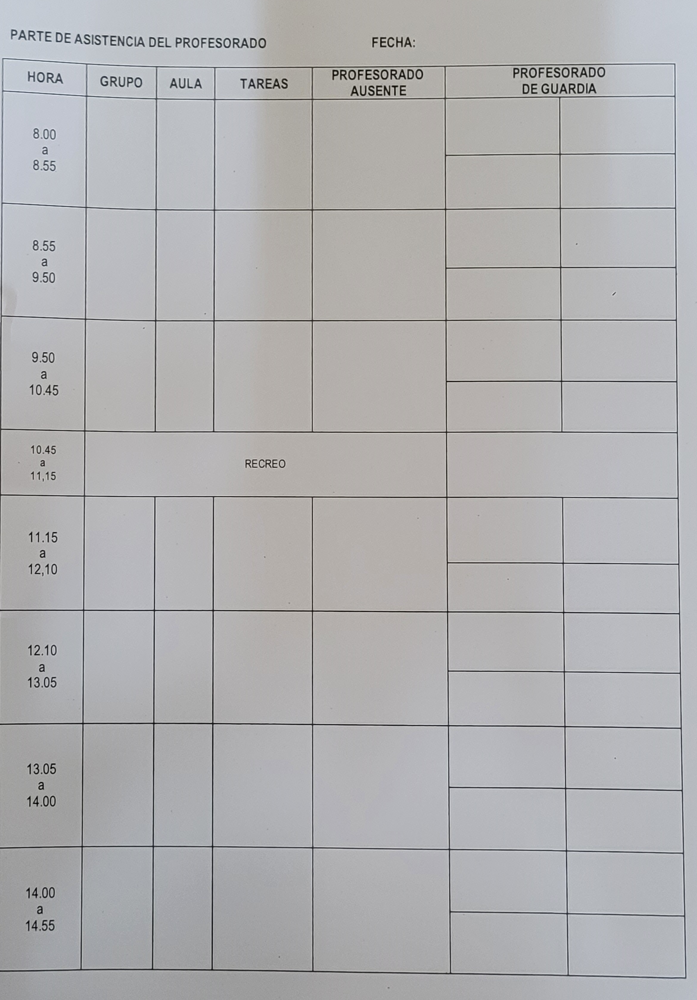 PARTE DE ASISTENCIA DEL PROFESORADO FECHA:
HORA GRUPO AULA TAREAS PROFESORADO AUSENTE PROFESORADO DE GUARDIA
8.00
a
8.55
8.55
a
9.50
9.50
a
10.45
10.45
a
11,15
RECREO
11.15
a
12,10
12.10
a
13.05
13.05
a
14.00
14.00
a
14.55